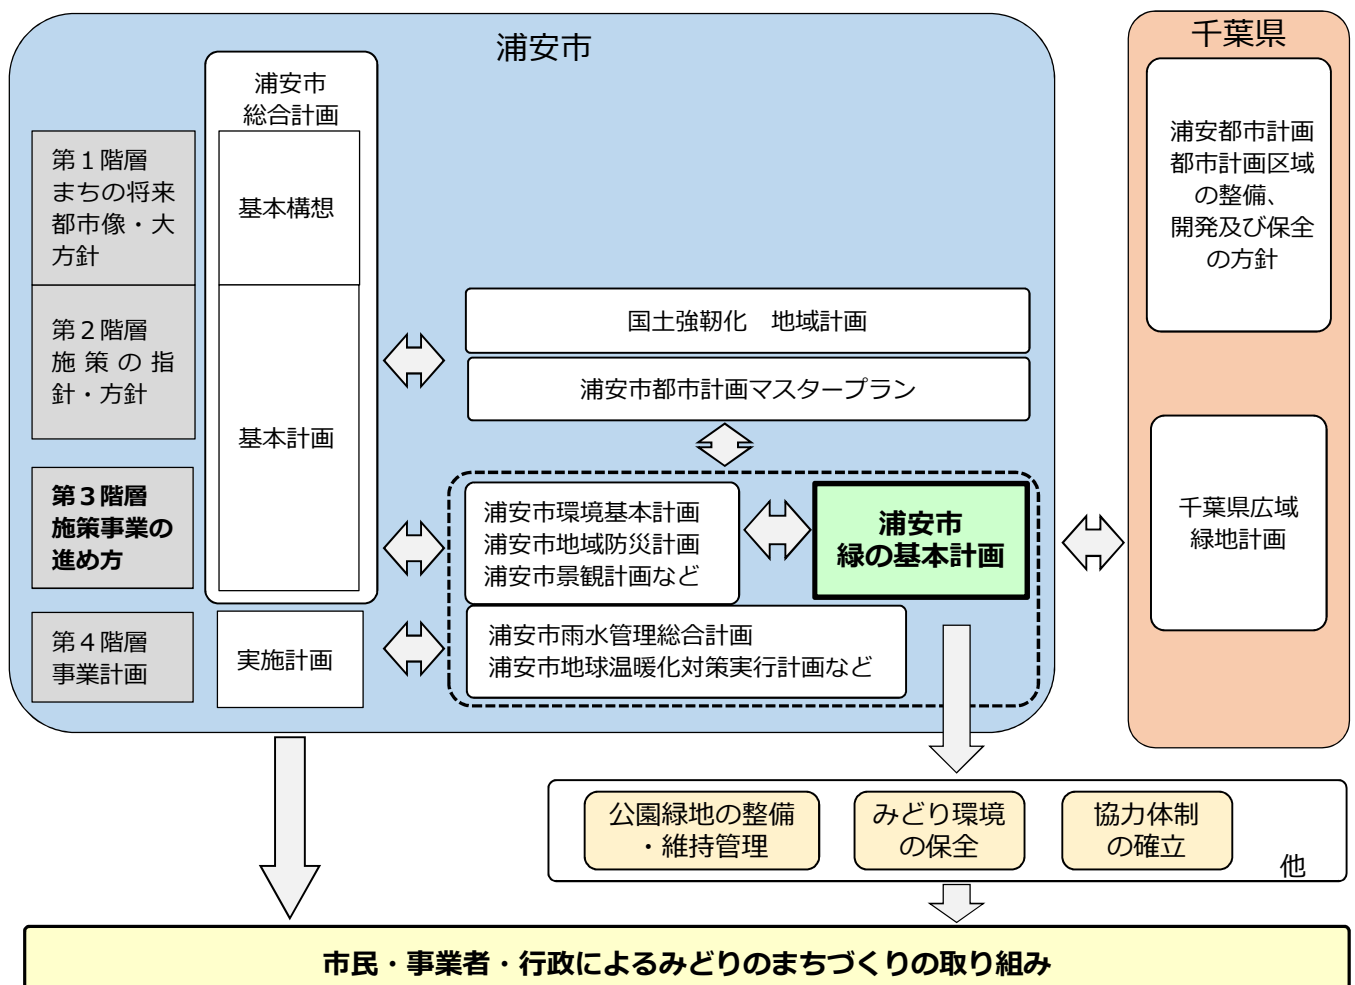 浦安市
千葉県
浦安市
総合計画
第１階層
まちの将来
都市像・大
方針
基本構想
第２階層
施策の指
針・方針
基本計画
第３階層
施策事業の
進め方
第４階層
事業計画
実施計画
国土強靭化　地域計画
浦安市都市計画マスタープラン
浦安市環境基本計画
浦安市地域防災計画
浦安市景観計画など
浦安市
緑の基本計画
浦安市雨水管理総合計画
浦安市地球温暖化対策実行計画など
浦安都市計画
都市計画区域
の整備、
開発及び保全
の方針
千葉県広域
緑地計画
公園緑地の整備
・維持管理
みどり環境
の保全
協力体制
の確立
他
市民・事業者・行政によるみどりのまちづくりの取り組み